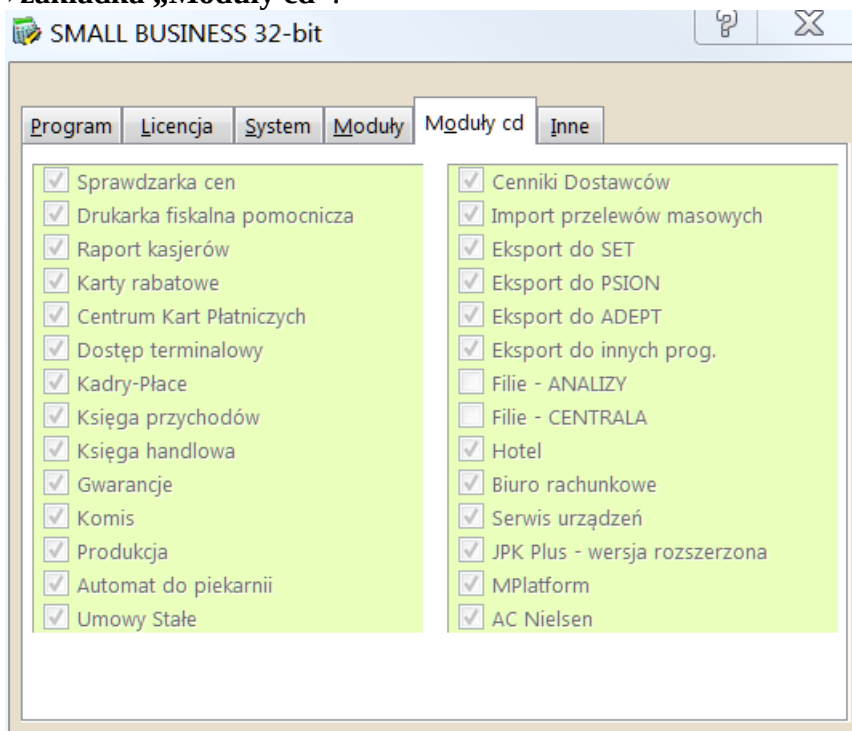 zakładka „Moduły cd”.
SMALL BUSINESS 32-bit
Program Licencja System Moduły Moduły cd Inne
Sprawdzarka cen
Drukarka fiskalna pomocnicza
Raport kasjerów
Karty rabatowe
Centrum Kart Płatniczych
Dostęp terminalowy
Kadry-Płace
Księga przychodów
Księga handlowa
Gwarancje
Komis
Produkcja
Automat do piekarnii
Umowy Stałe
Cenniki Dostawców
Import przelewów masowych
Eksport do SET
Eksport do PSION
Eksport do ADEPT
Eksport do innych prog.
Filie - ANALIZY
Filie - CENTRALA
Hotel
Biuro rachunkowe
Serwis urządzeń
JPK Plus - wersja rozszerzona
MPlatform
AC Nielsen